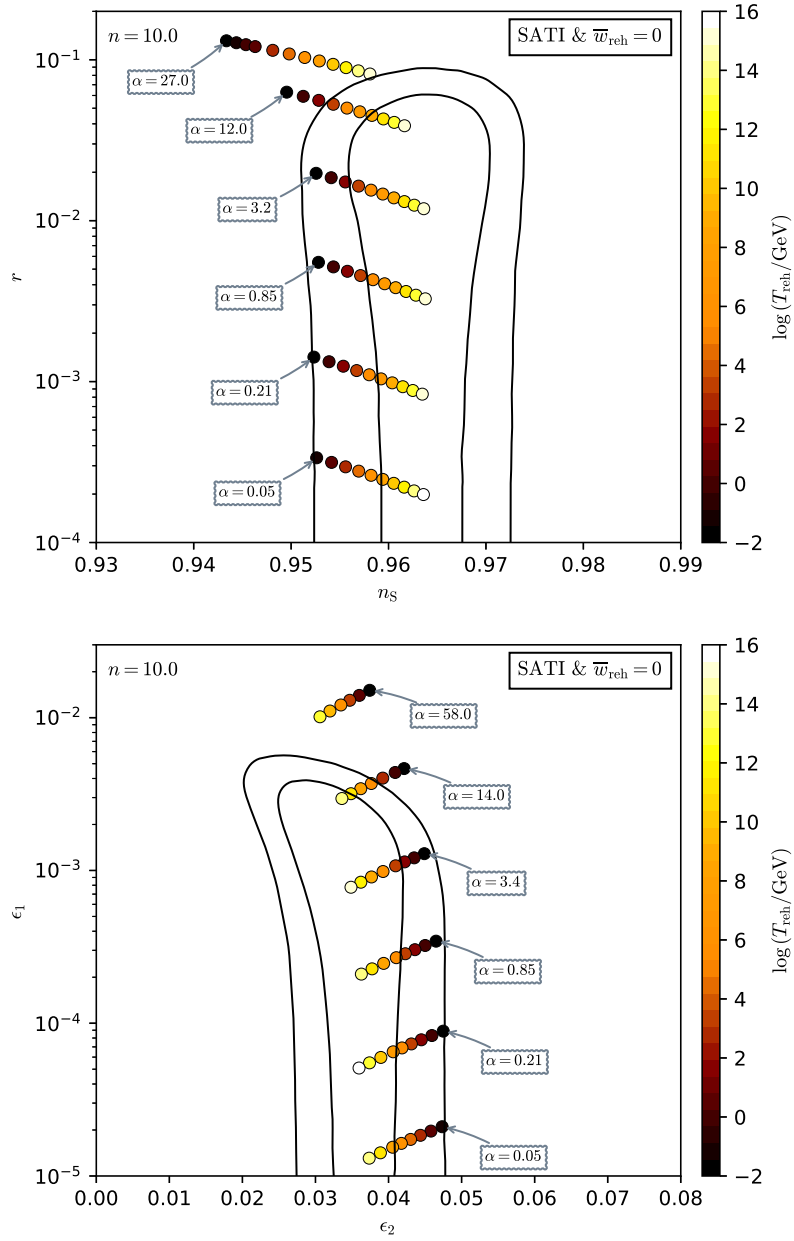 n = 10.0
SATI & w̅_reh = 0
α = 27.0
α = 12.0
α = 3.2
α = 0.85
α = 0.21
α = 0.05
10⁻¹
10⁻²
10⁻³
10⁻⁴
r
0.93 0.94 0.95 0.96 0.97 0.98 0.99
n_S
16
14
12
10
8
6
4
2
0
−2
log (T_reh/GeV)
n = 10.0
SATI & w̅_reh = 0
α = 58.0
α = 14.0
α = 3.4
α = 0.85
α = 0.21
α = 0.05
10⁻²
10⁻³
10⁻⁴
10⁻⁵
ϵ₁
0.00 0.01 0.02 0.03 0.04 0.05 0.06 0.07 0.08
ϵ₂
16
14
12
10
8
6
4
2
0
−2
log (T_reh/GeV)